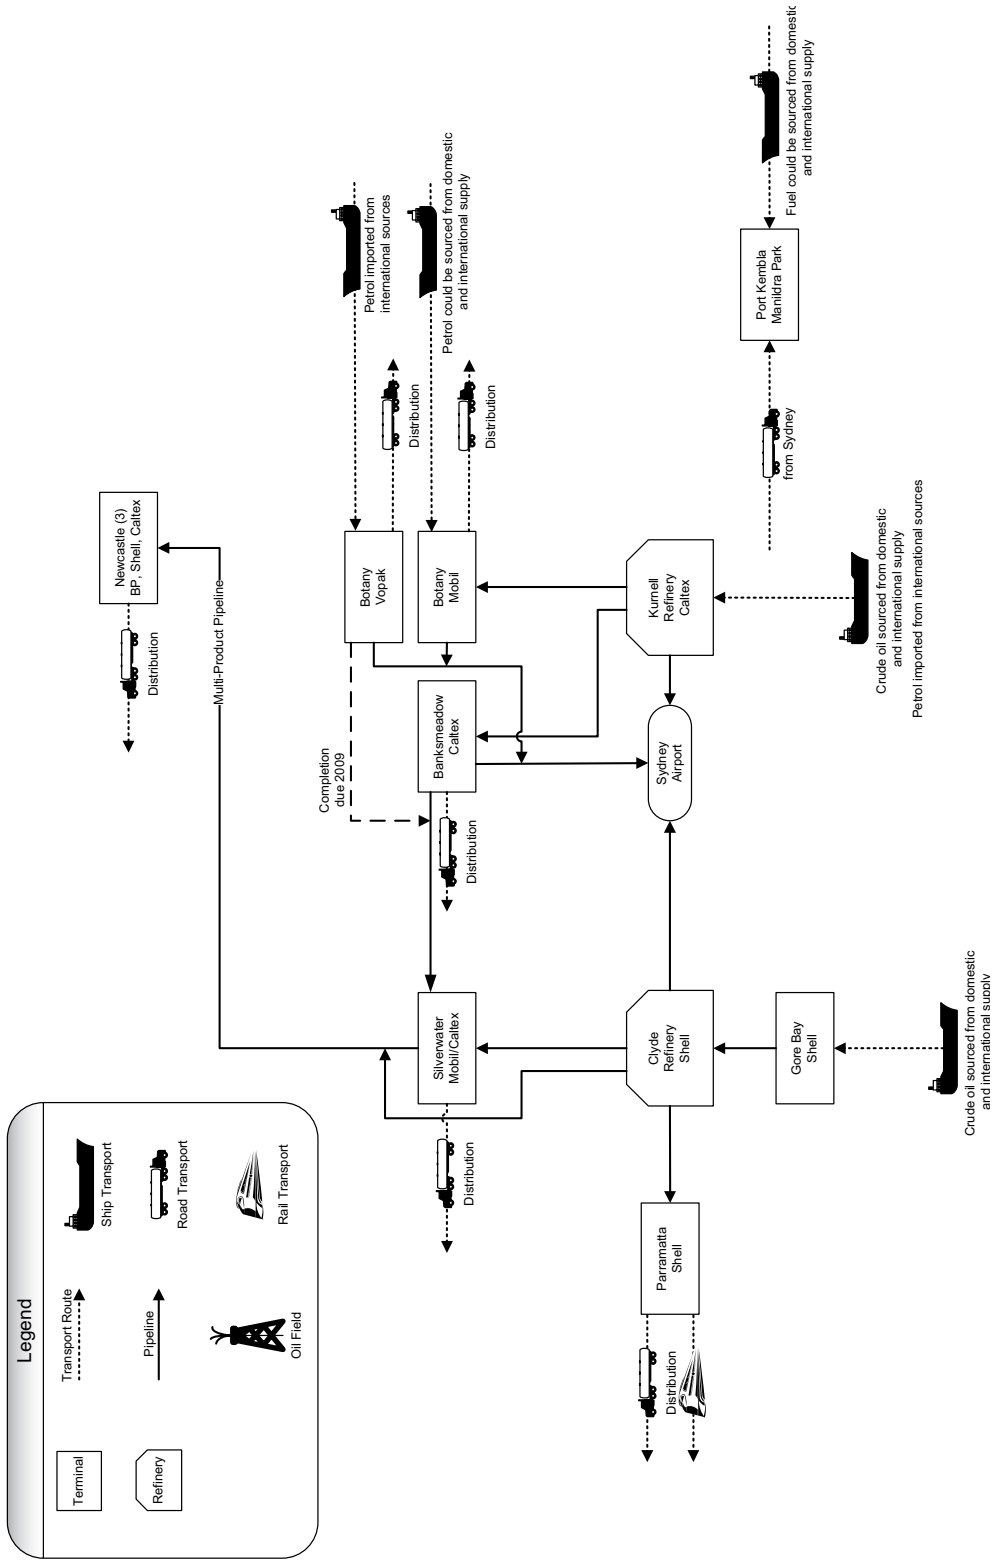 Legend
Terminal
Refinery
Transport Route
Pipeline
Oil Field
Ship Transport
Road Transport
Rail Transport
Newcastle (3)
BP, Shell, Caltex
Distribution
Multi-Product Pipeline
Petrol imported from
international sources
Petrol could be sourced from domestic
and international supply
Distribution
Distribution
Botany
Vopak
Botany
Mobil
Completion
due 2009
Banksmeadow
Caltex
Distribution
Silverwater
Mobil/Caltex
Distribution
Parramatta
Shell
Distribution
Clyde
Refinery
Shell
Sydney
Airport
Kurnell
Refinery
Caltex
Gore Bay
Shell
Crude oil sourced from domestic
and international supply
Crude oil sourced from domestic
and international supply
Petrol imported from international sources
from Sydney
Port Kembla
Manildra Park
Fuel could be sourced from domestic
and international supply